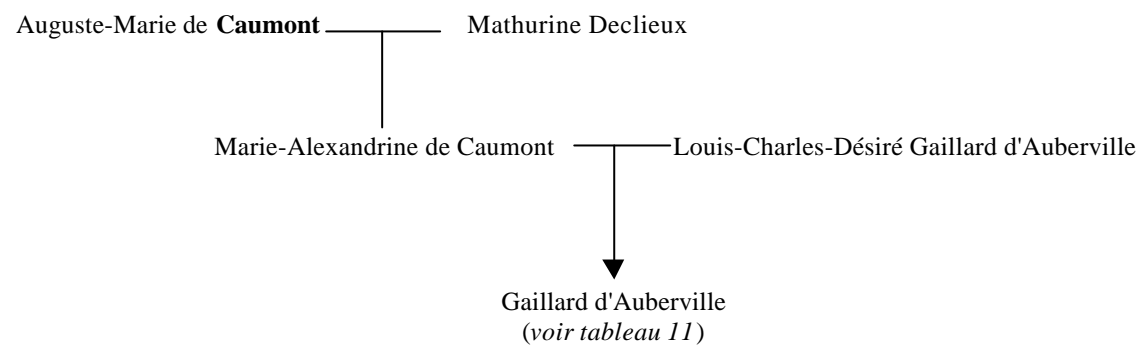 Auguste-Marie de Caumont Mathurine Declieux
Marie-Alexandrine de Caumont Louis-Charles-Désiré Gaillard d'Auberville
Gaillard d'Auberville
(voir tableau 11)